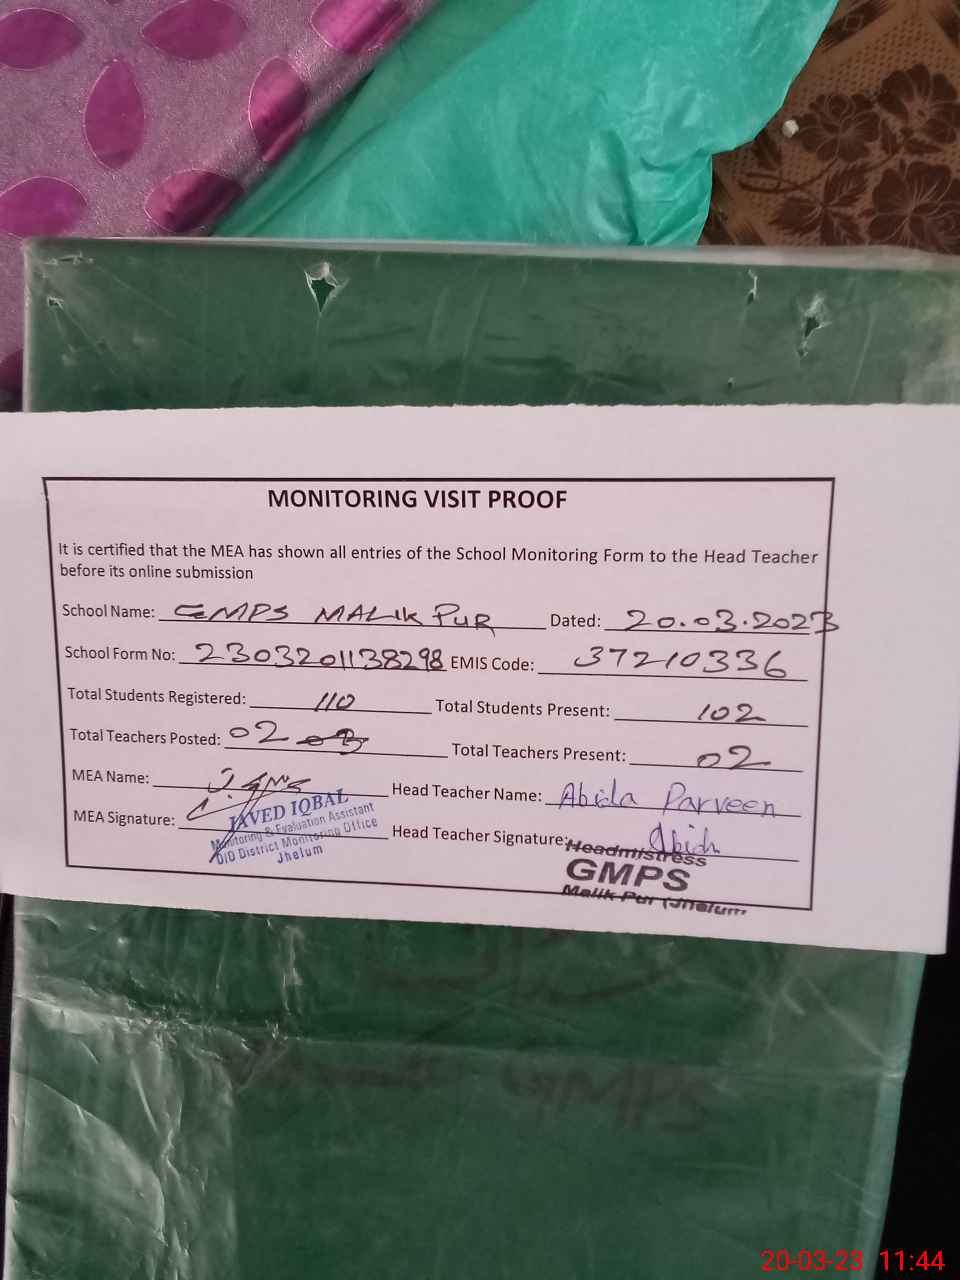 MONITORING VISIT PROOF
It is certified that the MEA has shown all entries of the School Monitoring Form to the Head Teacher
before its online submission
School Name: GMPS MALIK PUR Dated: 20.03.2023
School Form No: 2303201138298 EMIS Code: 37210336
Total Students Registered: 110 Total Students Present: 102
Total Teachers Posted: 02 03 Total Teachers Present: 02
MEA Name: Head Teacher Name: Abida Parveen
MEA Signature: Head Teacher Signature: Abida
JAVED IQBAL
Monitoring & Evaluation Assistant
O/O District Monitoring Office
Jhelum
Headmistress
GMPS
Malik Pur (Jhelum
GMPS
20-03-23 11:44